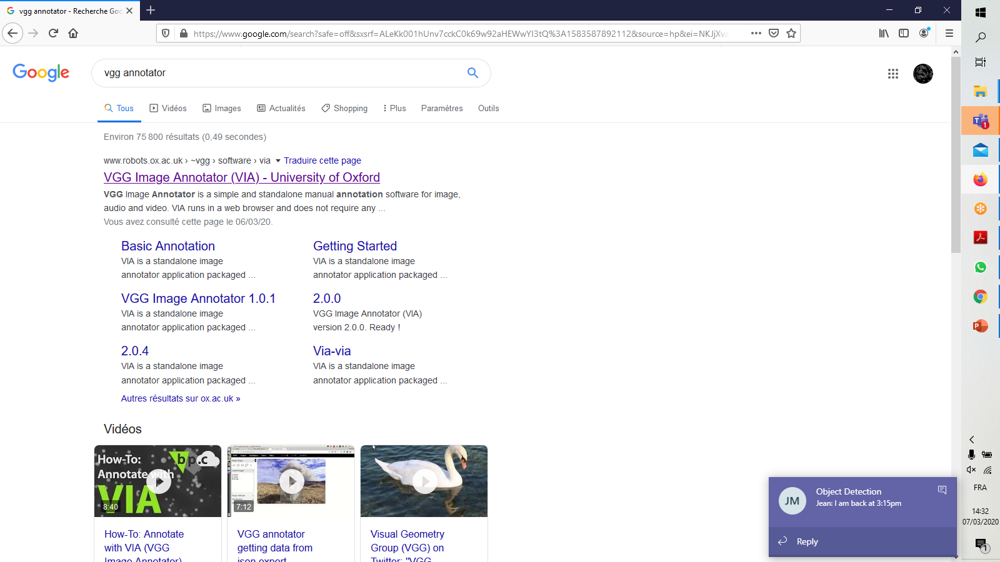 vgg annotator - Recherche Goo
https://www.google.com/search?safe=off&sxsrf=ALeKk001hUnv7cckC0k69w92aHEWwYI3tQ%3A1583587892112&source=hp&ei=NKJjXva
Google
vgg annotator
Tous
Vidéos
Images
Actualités
Shopping
Plus
Paramètres
Outils
Environ 75 800 résultats (0,49 secondes)
www.robots.ox.ac.uk › ~vgg › software › via
Traduire cette page
VGG Image Annotator (VIA) - University of Oxford
VGG Image Annotator is a simple and standalone manual annotation software for image,
audio and video. VIA runs in a web browser and does not require any ...
Vous avez consulté cette page le 06/03/20.
Basic Annotation
VIA is a standalone image
annotator application packaged ...
Getting Started
VIA is a standalone image
annotator application packaged ...
VGG Image Annotator 1.0.1
VIA is a standalone image
annotator application packaged ...
2.0.0
VGG Image Annotator (VIA)
version 2.0.0. Ready !
2.0.4
VIA is a standalone image
annotator application packaged ...
Via-via
VIA is a standalone image
annotator application packaged ...
Autres résultats sur ox.ac.uk »
Vidéos
How-To:
Annotate with
VIA
bpc
8:40
How-To: Annotate
with VIA (VGG
Image Annotator)
7:12
VGG annotator
getting data from
json export
Visual Geometry
Group (VGG) on
Twitter: "VGG
JM
Object Detection
Jean: I am back at 3:15pm
Reply
T
1
P
FRA
14:32
07/03/2020
1